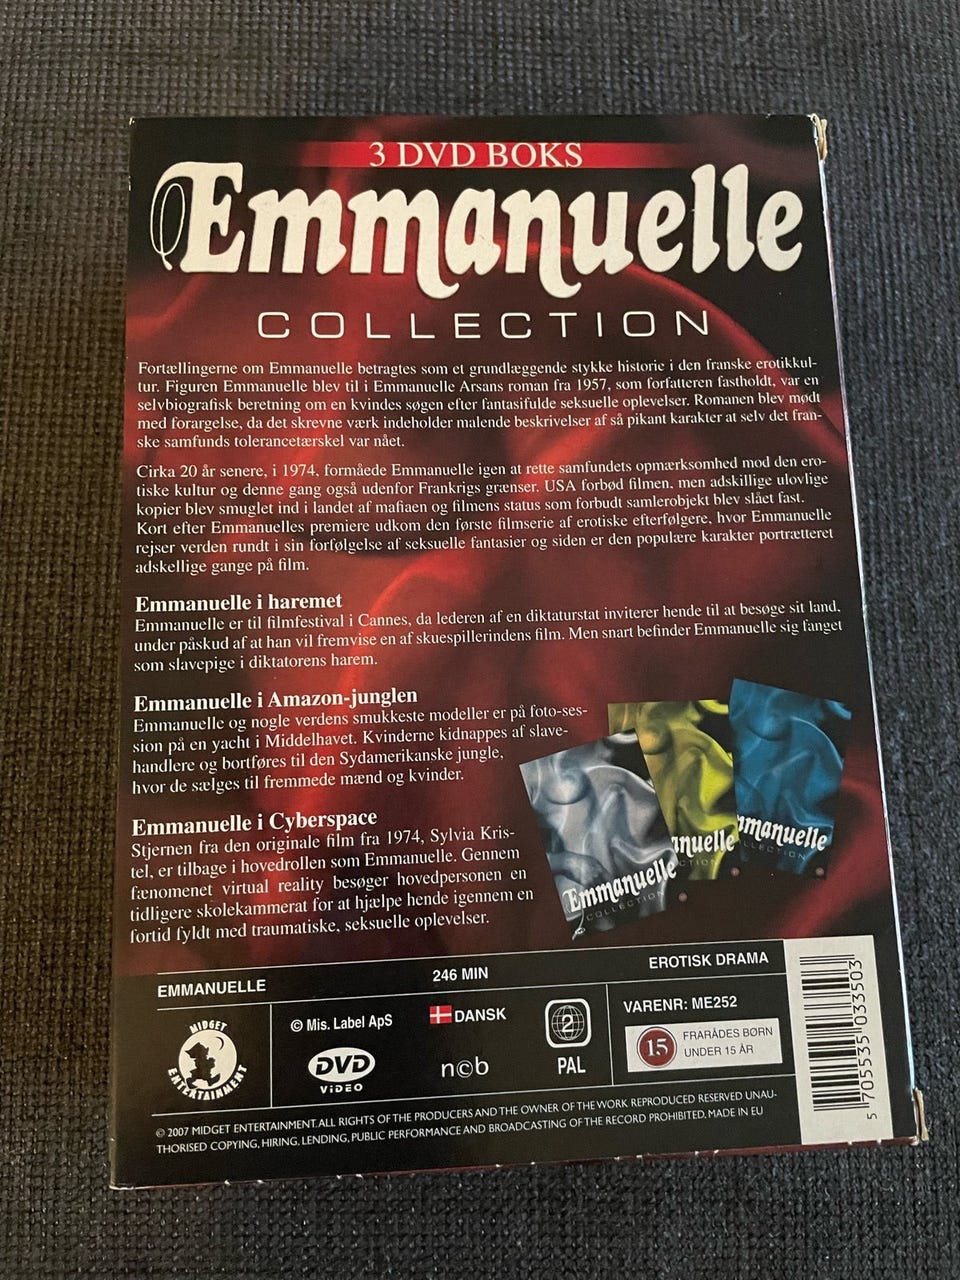 3 DVD BOKS
Emmanuelle
COLLECTION
Fortællingerne om Emmanuelle betragtes som et grundlæggende stykke historie i den franske erotikkul-
tur. Figuren Emmanuelle blev til i Emmanuelle Arsans roman fra 1957, som forfatteren fastholdt, var en
selvbiografisk beretning om en kvindes søgen efter fantasifulde seksuelle oplevelser. Romanen blev mødt
med forargelse, da det skrevne værk indeholder malende beskrivelser af så pikant karakter at selv det fran-
ske samfunds tolerancetærskel var nået.
Cirka 20 år senere, i 1974, formåede Emmanuelle igen at rette samfundets opmærksomhed mod den ero-
tiske kultur og denne gang også udenfor Frankrigs grænser. USA forbød filmen, men adskillige ulovlige
kopier blev smuglet ind i landet af mafiaen og filmens status som forbudt samlerobjekt blev slået fast.
Kort efter Emmanuelles premiere udkom den første filmserie af erotiske efterfølgere, hvor Emmanuelle
rejser verden rundt i sin forfølgelse af seksuelle fantasier og siden er den populære karakter portrætteret
adskellige gange på film.
Emmanuelle i haremet
Emmanuelle er til filmfestival i Cannes, da lederen af en diktaturstat inviterer hende til at besøge sit land,
under påskud af at han vil fremvise en af skuespillerindens film. Men snart befinder Emmanuelle sig fanget
som slavepige i diktatorens harem.
Emmanuelle i Amazon-junglen
Emmanuelle og nogle verdens smukkeste modeller er på foto-ses-
sion på en yacht i Middelhavet. Kvinderne kidnappes af slave-
handlere og bortføres til den Sydamerikanske jungle,
hvor de sælges til fremmede mænd og kvinder.
Emmanuelle i Cyberspace
Stjernen fra den originale film fra 1974, Sylvia Kris-
tel, er tilbage i hovedrollen som Emmanuelle. Gennem
fænomenet virtual reality besøger hovedpersonen en
tidligere skolekammerat for at hjælpe hende igennem en
fortid fyldt med traumatiske, seksuelle oplevelser.
Emmanuelle
COLLECTION
anuelle
CTION
mmanuelle
LLECTION
EMMANUELLE
246 MIN
EROTISK DRAMA
MIDGET
ENTERTAINMENT
© Mis. Label ApS
DVD
VIDEO
DANSK
n©b
2
PAL
VARENR: ME252
15
FRARÅDES BØRN
UNDER 15 ÅR
5 705535 033503
© 2007 MIDGET ENTERTAINMENT. ALL RIGHTS OF THE PRODUCERS AND THE OWNER OF THE WORK REPRODUCED RESERVED UNAU-
THORISED COPYING, HIRING, LENDING, PUBLIC PERFORMANCE AND BROADCASTING OF THE RECORD PROHIBITED. MADE IN EU